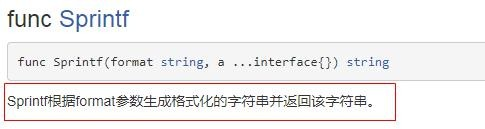 func Sprintf
func Sprintf(format string, a ...interface{}) string
Sprintf根据format参数生成格式化的字符串并返回该字符串。